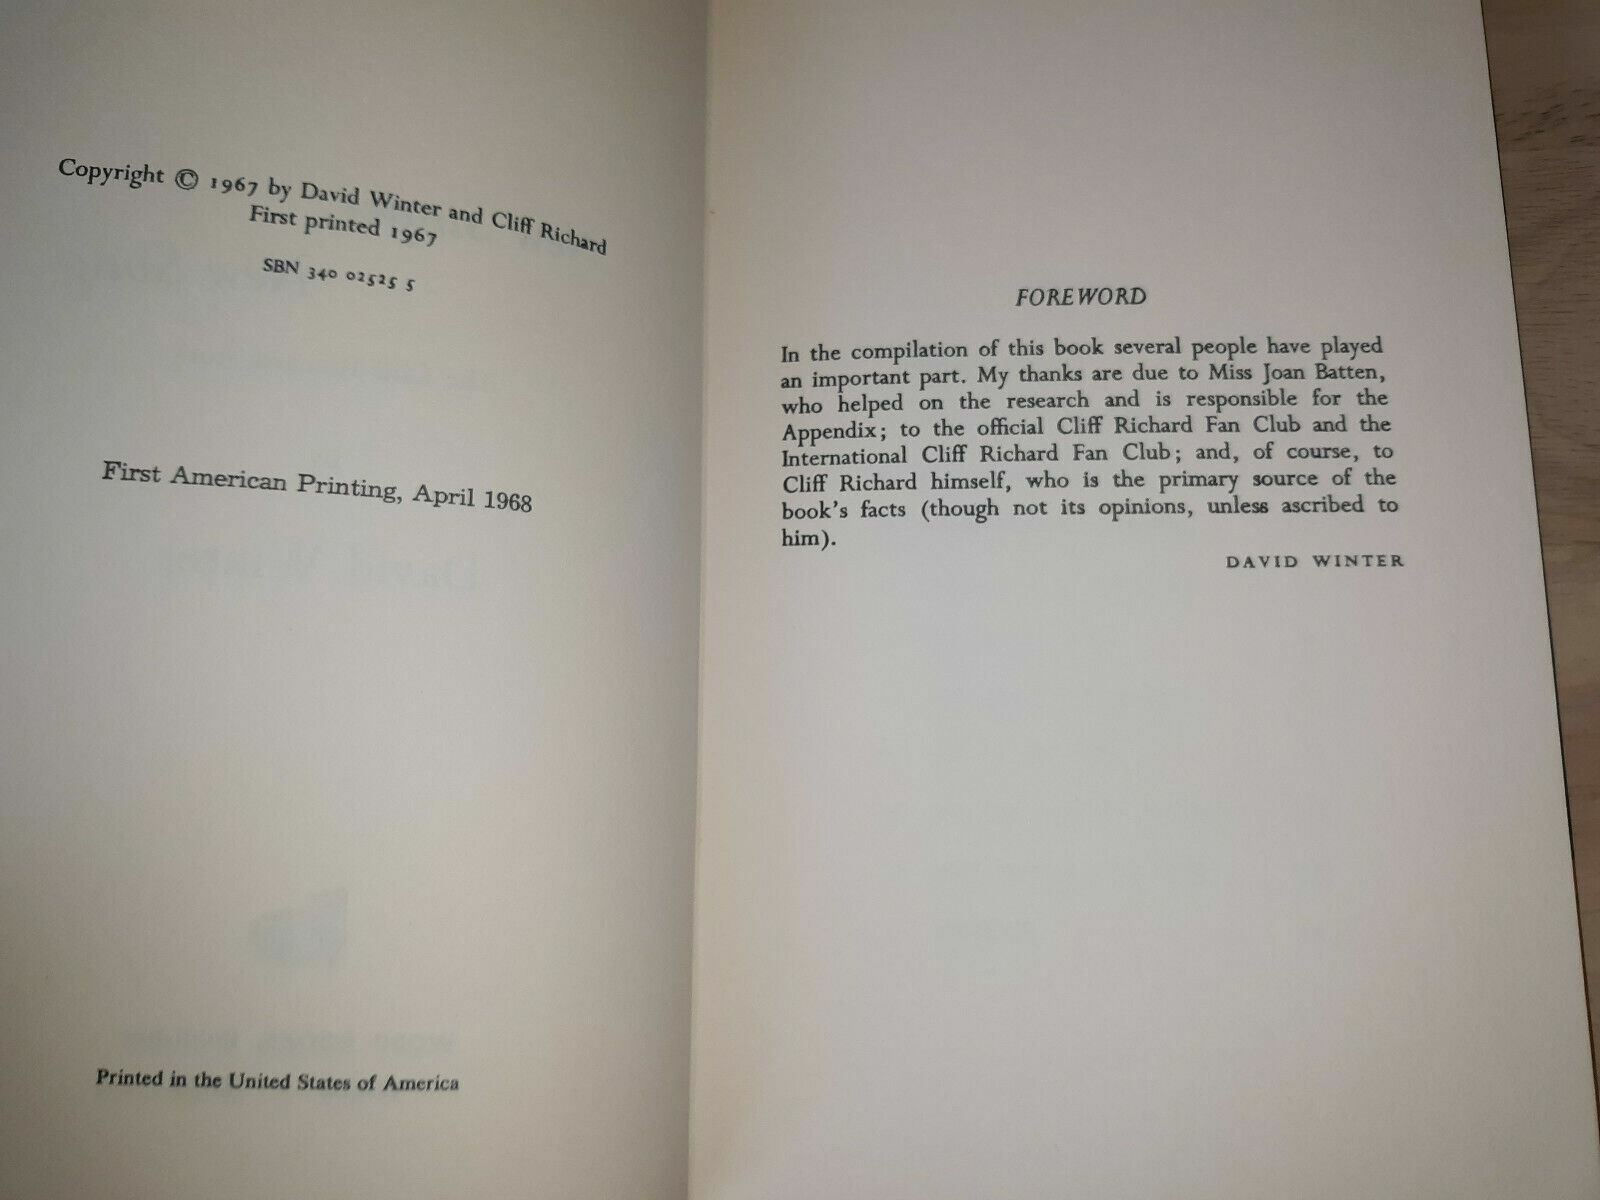 Copyright © 1967 by David Winter and Cliff Richard
First printed 1967
SBN 340 02525 5
First American Printing, April 1968
Printed in the United States of America
FOREWORD
In the compilation of this book several people have played
an important part. My thanks are due to Miss Joan Batten,
who helped on the research and is responsible for the
Appendix; to the official Cliff Richard Fan Club and the
International Cliff Richard Fan Club; and, of course, to
Cliff Richard himself, who is the primary source of the
book's facts (though not its opinions, unless ascribed to
him).
DAVID WINTER